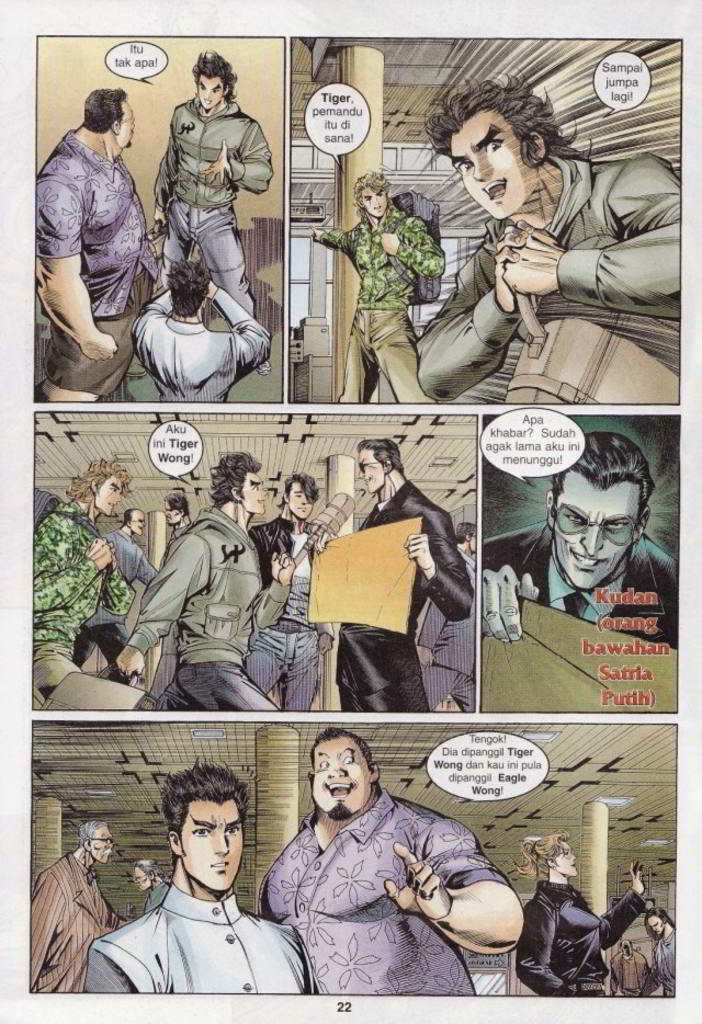 Itu
tak apa!
Tiger,
pemandu
itu di
sana!
Sampai
jumpa
lagi!
Aku
ini Tiger
Wong!
Apa
khabar? Sudah
agak lama aku ini
menunggu!
Kudan
(orang
bawahan
Satria
Putih)
Tengok!
Dia dipanggil Tiger
Wong dan kau ini pula
dipanggil Eagle
Wong!
22